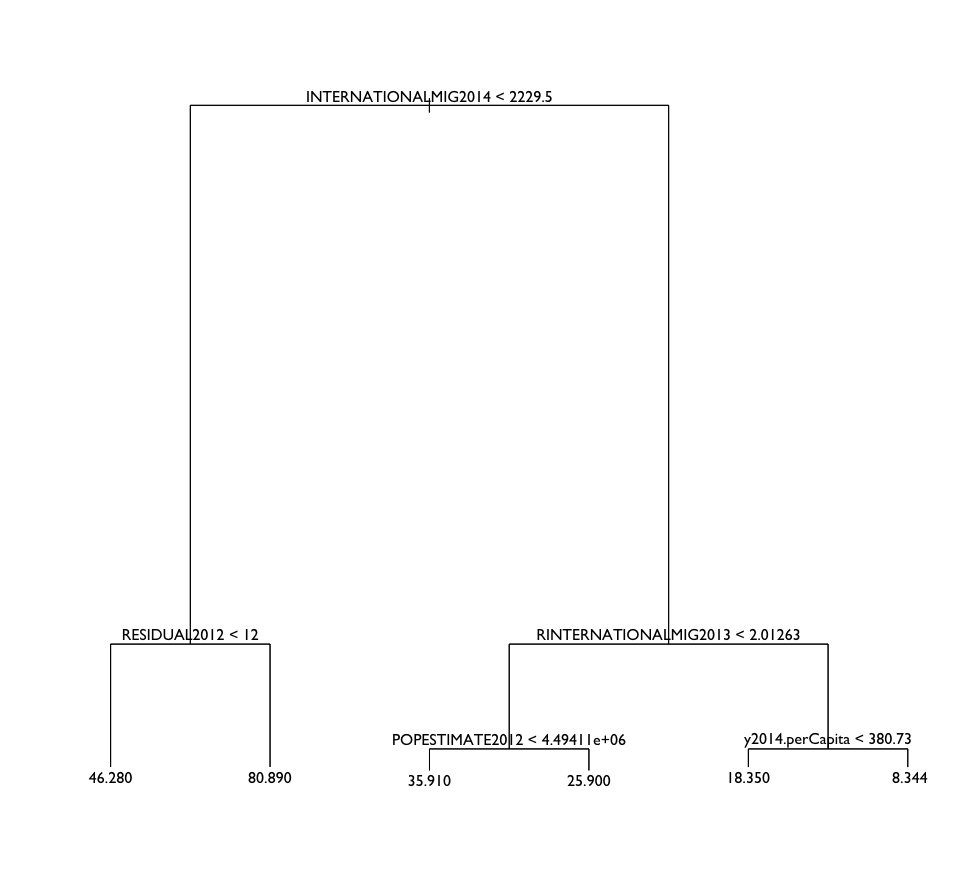 INTERNATIONALMIG2014 < 2229.5
RESIDUAL2012 < 12
RINTERNATIONALMIG2013 < 2.01263
POPESTIMATE2012 < 4.49411e+06
y2014.perCapita < 380.73
46.280
80.890
35.910
25.900
18.350
8.344